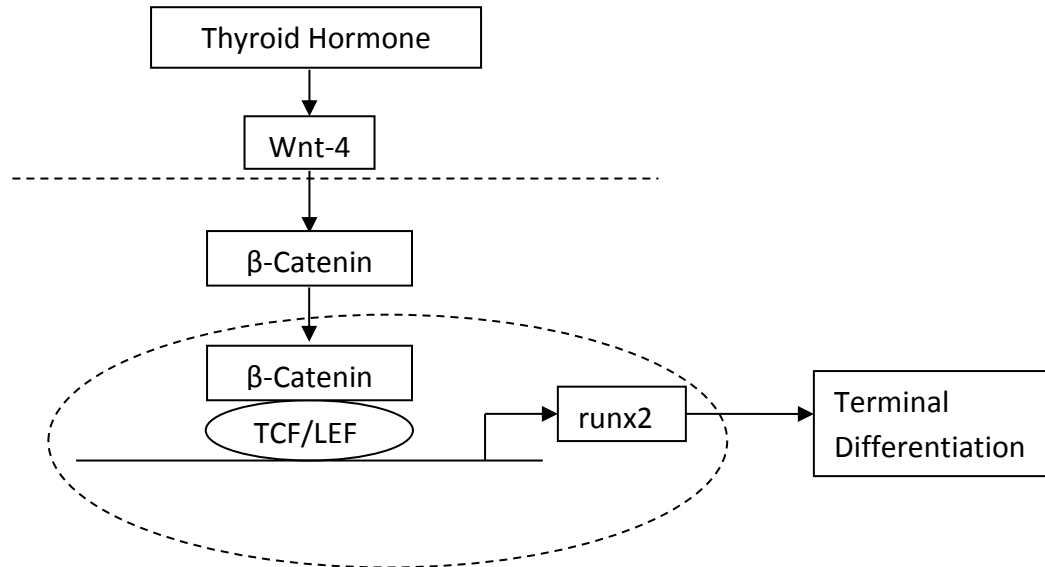 Thyroid Hormone
Wnt-4
β-Catenin
β-Catenin
TCF/LEF
runx2
Terminal
Differentiation